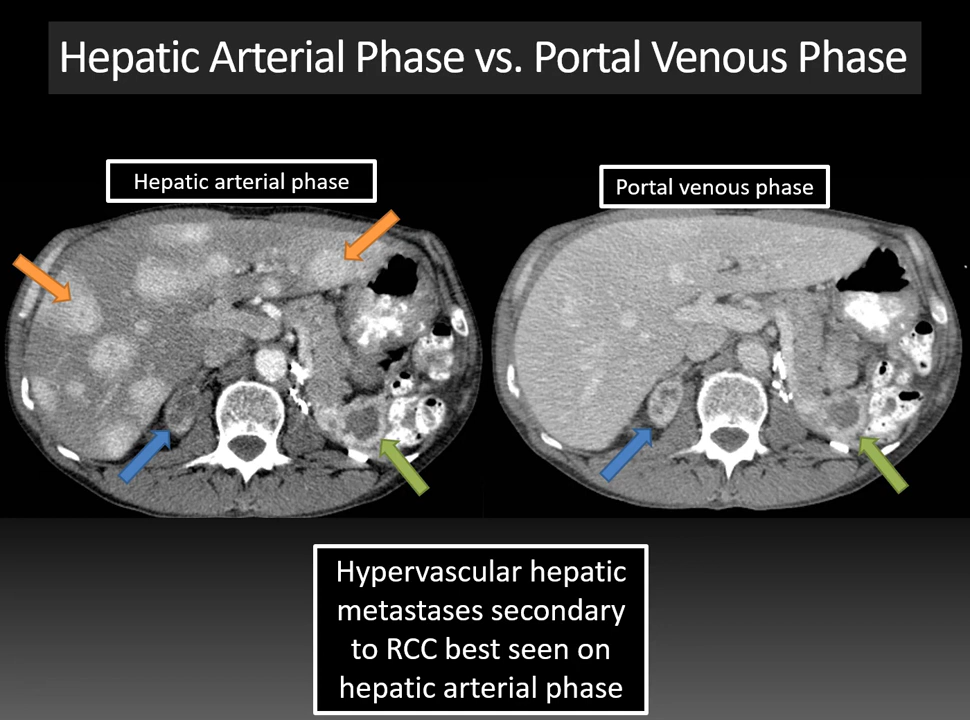 Hepatic Arterial Phase vs. Portal Venous Phase
Hepatic arterial phase
Portal venous phase
Hypervascular hepatic
metastases secondary
to RCC best seen on
hepatic arterial phase